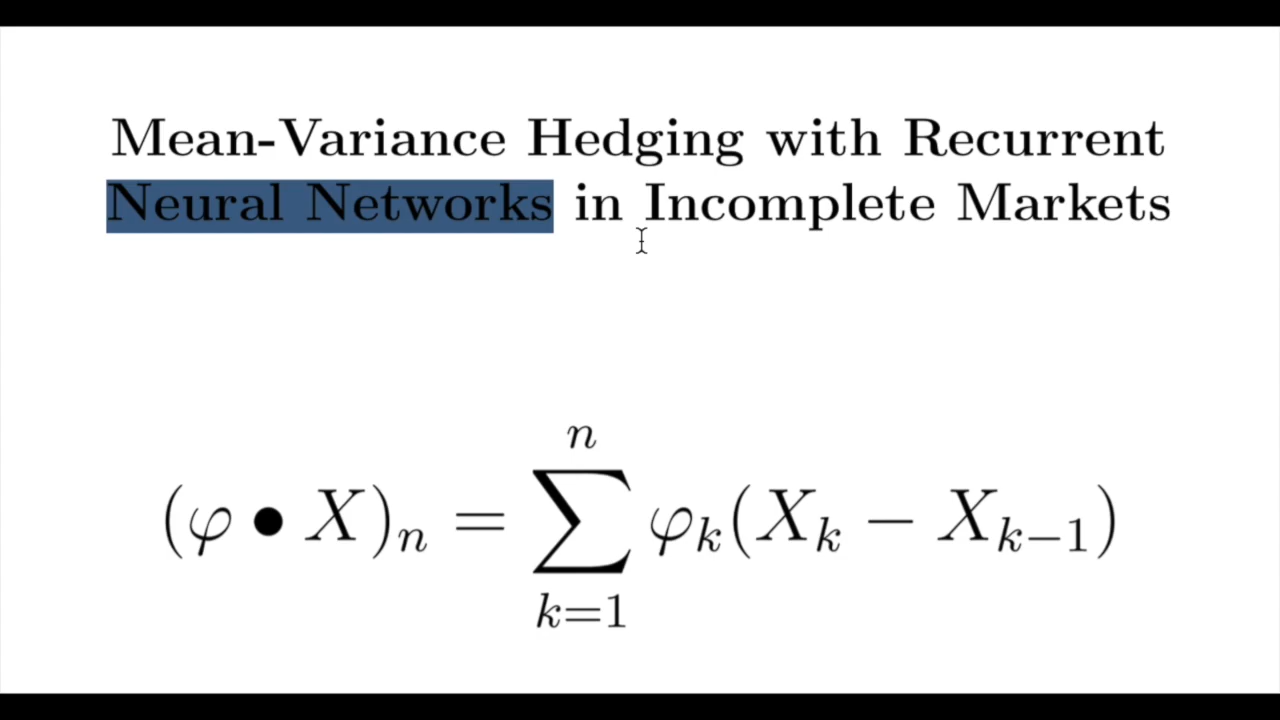 Mean-Variance Hedging with Recurrent
Neural Networks in Incomplete Markets
(φ • X)ₙ = ∑ₖ₌₁ⁿ φₖ(Xₖ − Xₖ₋₁)